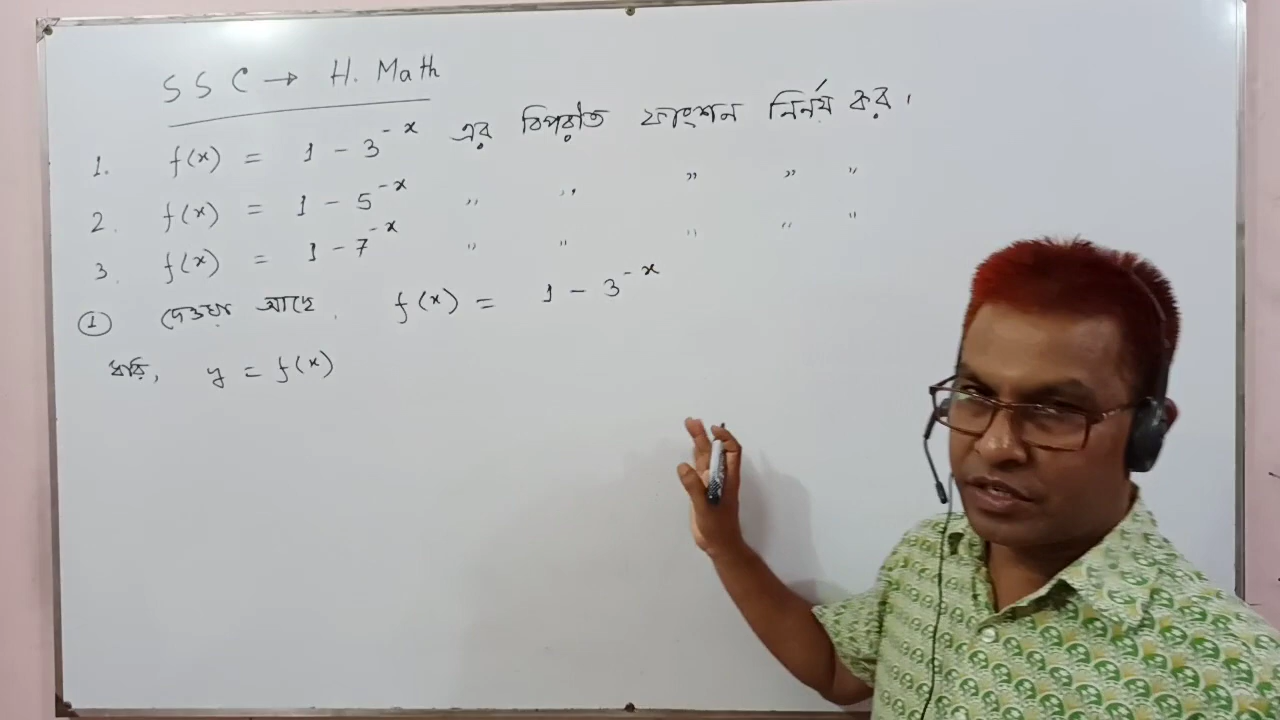 SSC → H. Math
1. f(x) = 1 - 3^{-x} এর বিপরীত ফাংশন নির্ণয় কর।
2. f(x) = 1 - 5^{-x} " " " " "
3. f(x) = 1 - 7^{-x} " " " " "
① দেওয়া আছে, f(x) = 1 - 3^{-x}
ধরি, y = f(x)